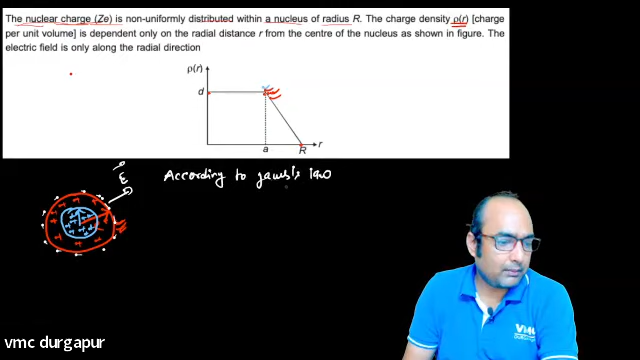 The nuclear charge (Ze) is non-uniformly distributed within a nucleus of radius R. The charge density ρ(r) [charge
per unit volume] is dependent only on the radial distance r from the centre of the nucleus as shown in figure. The
electric field is only along the radial direction
ρ(r)
d
a
R
r
According to gauss's law
VMC
DURGAPUR
vmc durgapur